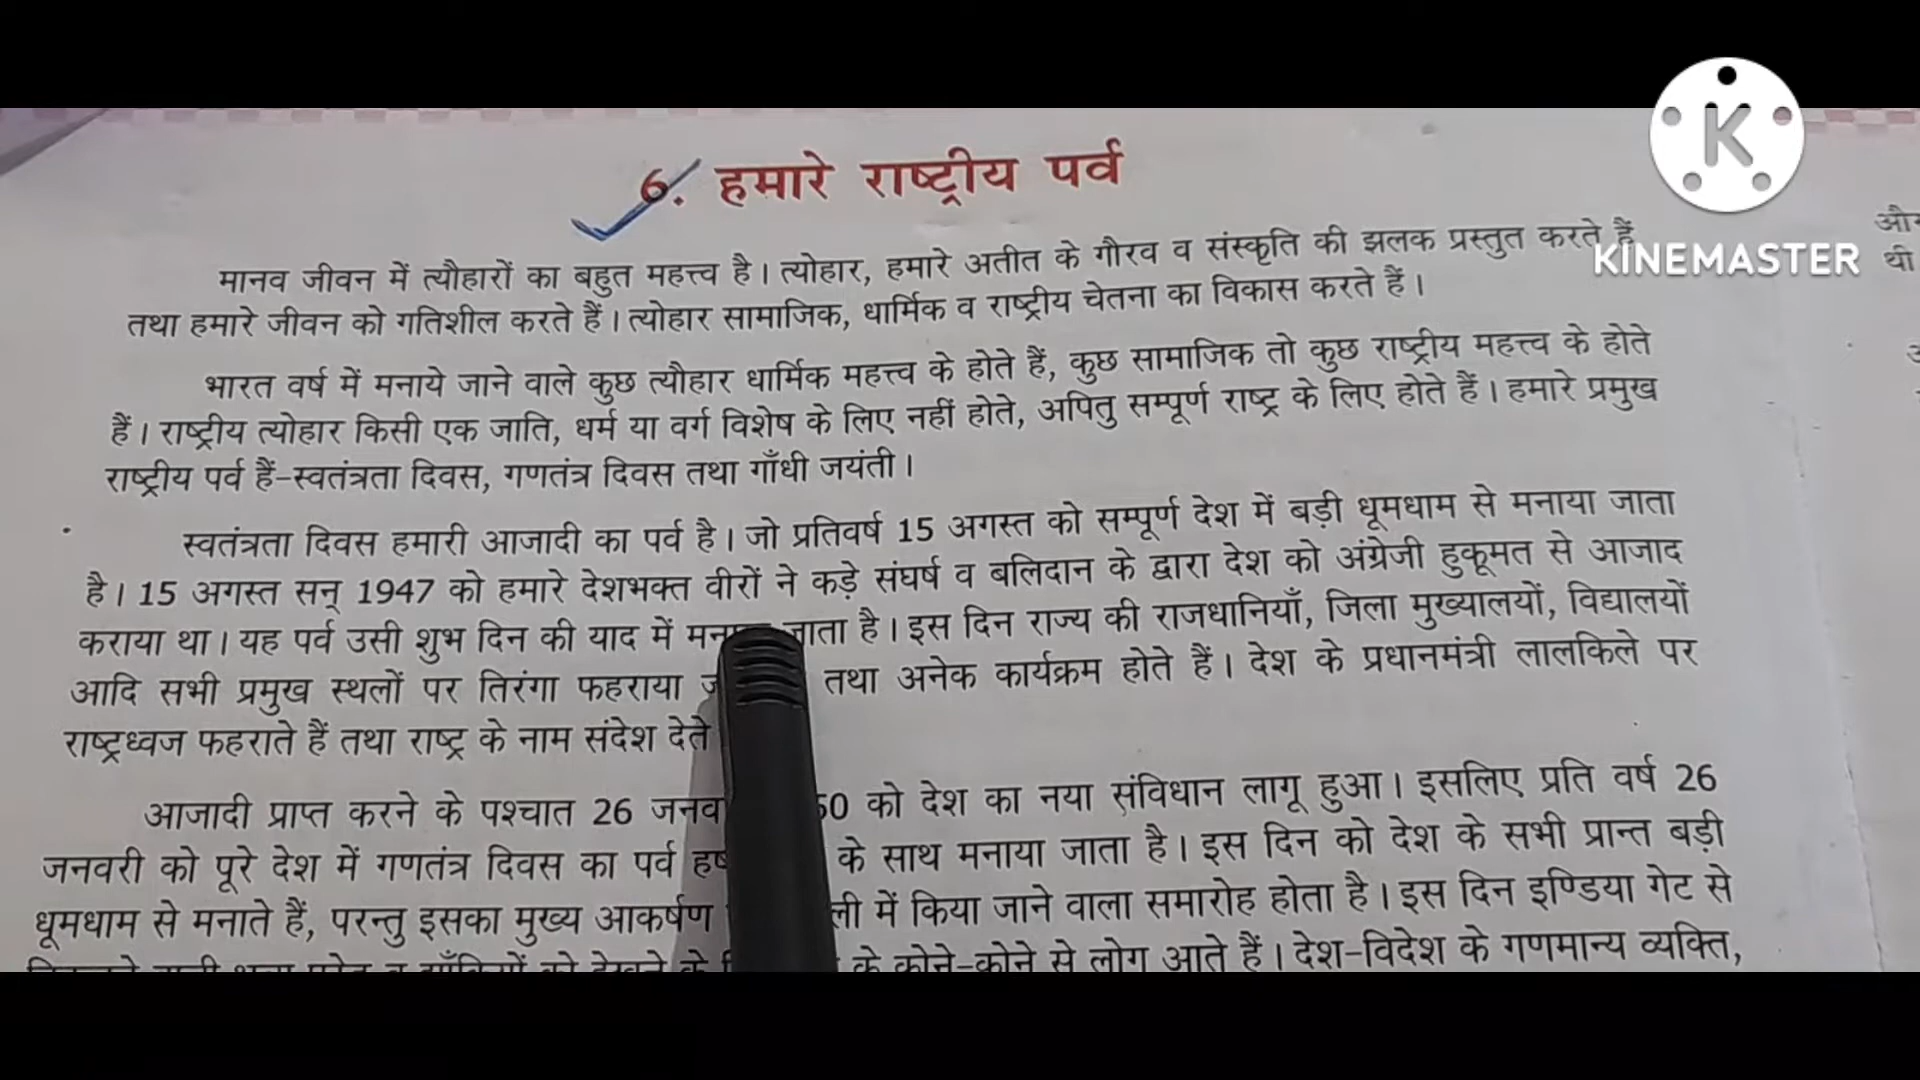 6. हमारे राष्ट्रीय पर्व
मानव जीवन में त्यौहारों का बहुत महत्त्व है। त्योहार, हमारे अतीत के गौरव व संस्कृति की झलक प्रस्तुत करते हैं
तथा हमारे जीवन को गतिशील करते हैं। त्योहार सामाजिक, धार्मिक व राष्ट्रीय चेतना का विकास करते हैं।
भारत वर्ष में मनाये जाने वाले कुछ त्यौहार धार्मिक महत्त्व के होते हैं, कुछ सामाजिक तो कुछ राष्ट्रीय महत्त्व के होते
हैं। राष्ट्रीय त्योहार किसी एक जाति, धर्म या वर्ग विशेष के लिए नहीं होते, अपितु सम्पूर्ण राष्ट्र के लिए होते हैं। हमारे प्रमुख
राष्ट्रीय पर्व हैं-स्वतंत्रता दिवस, गणतंत्र दिवस तथा गाँधी जयंती।
स्वतंत्रता दिवस हमारी आजादी का पर्व है। जो प्रतिवर्ष 15 अगस्त को सम्पूर्ण देश में बड़ी धूमधाम से मनाया जाता
है। 15 अगस्त सन् 1947 को हमारे देशभक्त वीरों ने कड़े संघर्ष व बलिदान के द्वारा देश को अंग्रेजी हुकूमत से आजाद
कराया था। यह पर्व उसी शुभ दिन की याद में जाता है। इस दिन राज्य की राजधानियाँ, जिला मुख्यालयों, विद्यालयों
आदि सभी प्रमुख स्थलों पर तिरंगा फहराया तथा अनेक कार्यक्रम होते हैं। देश के प्रधानमंत्री लालकिले पर
राष्ट्रध्वज फहराते हैं तथा राष्ट्र के नाम संदेश देते
आजादी प्राप्त करने के पश्चात 26 को देश का नया संविधान लागू हुआ। इसलिए प्रति वर्ष 26
जनवरी को पूरे देश में गणतंत्र दिवस का पर्व के साथ मनाया जाता है। इस दिन को देश के सभी प्रान्त बड़ी
धूमधाम से मनाते हैं, परन्तु इसका मुख्य आकर्षण में किया जाने वाला समारोह होता है। इस दिन इण्डिया गेट से
के कोने-कोने से लोग आते हैं। देश-विदेश के गणमान्य व्यक्ति,
थी
K
KINEMASTER